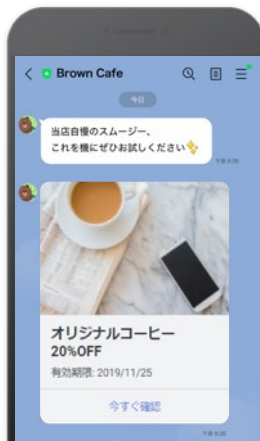 Brown Cafe
今日
当店自慢のスムージー、
これを機にぜひお試しください✨
オリジナルコーヒー
20%OFF
有効期限: 2019/11/25
今すぐ確認